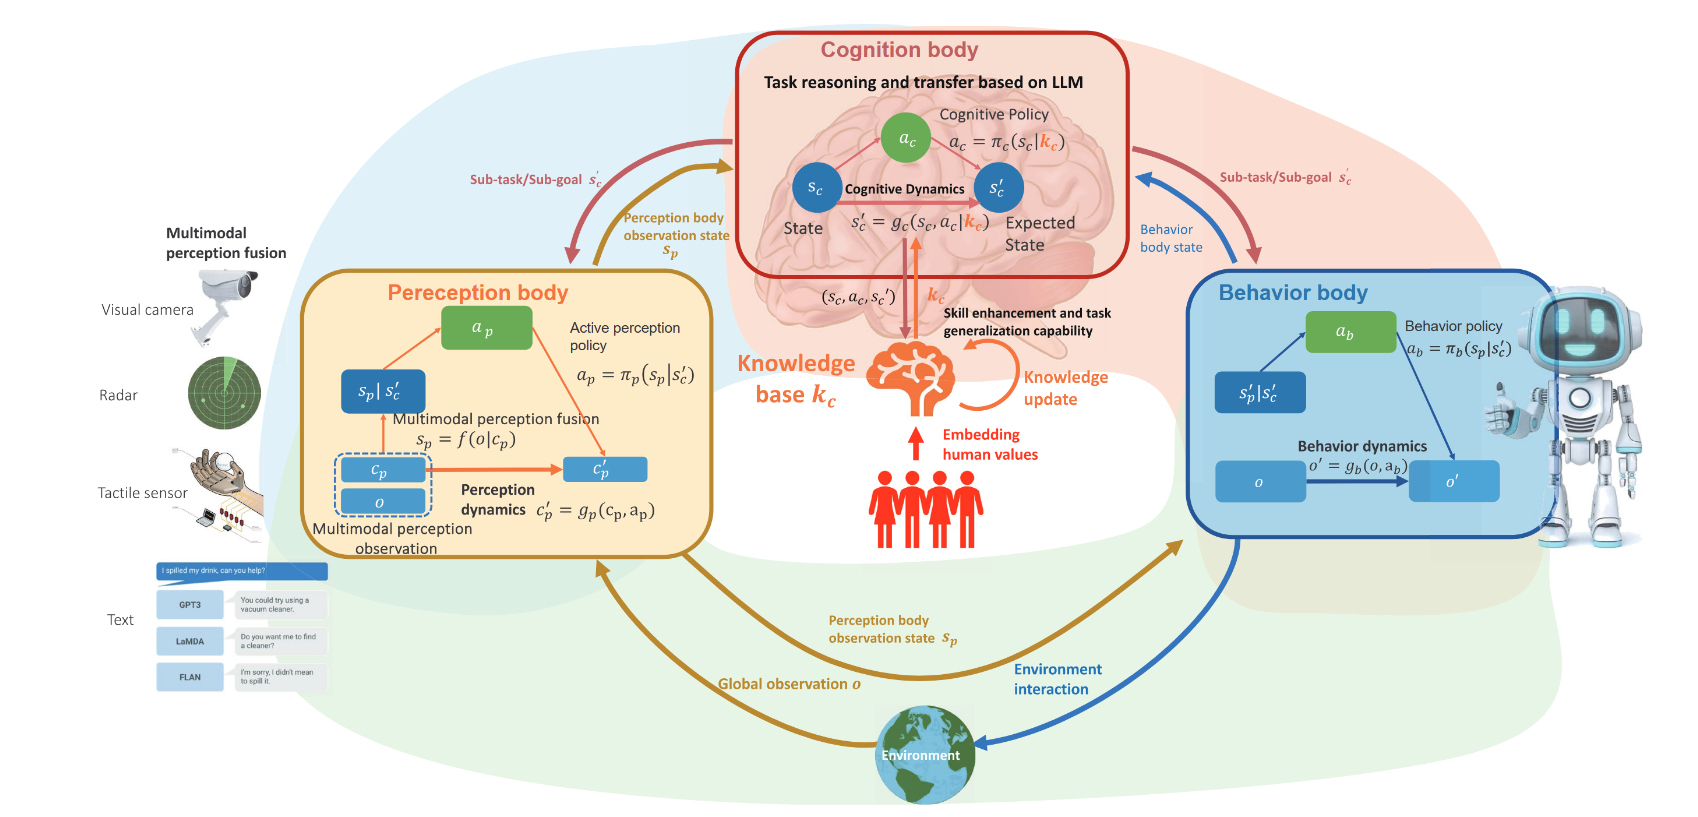 Cognition body
Task reasoning and transfer based on LLM
Cognitive Policy
a_c = π_c(s_c|k_c)
a_c
s_c
Cognitive Dynamics
s'_c
s'_c = g_c(s_c, a_c|k_c)
State
Expected
State
Sub-task/Sub-goal s'_c
Perception body
observation state
s_p
Sub-task/Sub-goal s'_c
Behavior
body state
Multimodal
perception fusion
Visual camera
Radar
Tactile sensor
Text
I spilled my drink, can you help?
GPT3
You could try using a
vacuum cleaner.
LaMDA
Do you want me to find
a cleaner?
FLAN
I'm sorry, I didn't mean
to spill it.
Pereception body
a_p
Active perception
policy
a_p = π_p(s_p|s'_c)
s_p| s'_c
Multimodal perception fusion
s_p = f(o|c_p)
c_p
c'_p
o
Perception
dynamics c'_p = g_p(c_p, a_p)
Multimodal perception
observation
(s_c, a_c, s_c')
k_c
Skill enhancement and task
generalization capability
Knowledge
base k_c
Knowledge
update
Embedding
human values
Behavior body
a_b
Behavior policy
a_b = π_b(s_p|s'_c)
s'_p|s'_c
Behavior dynamics
o' = g_b(o, a_b)
o
o'
Perception body
observation state s_p
Global observation o
Environment
interaction
Environment